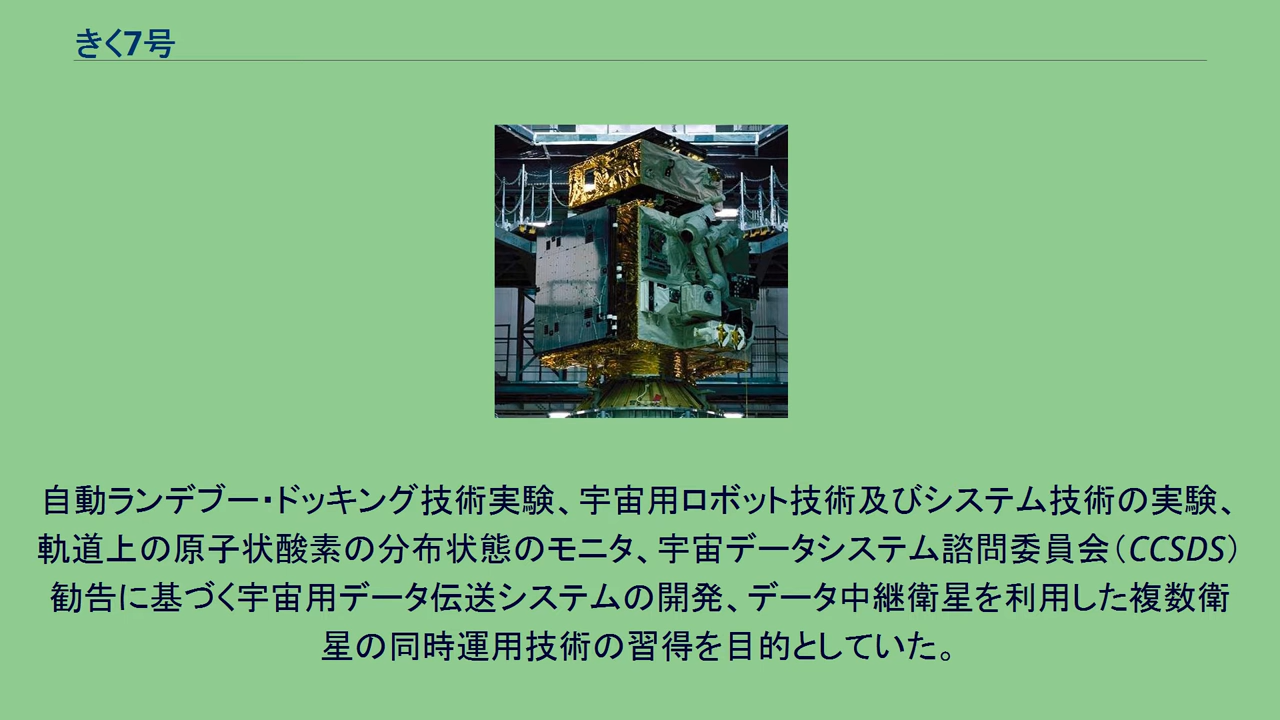 きく7号
自動ランデブー・ドッキング技術実験、宇宙用ロボット技術及びシステム技術の実験、
軌道上の原子状酸素の分布状態のモニタ、宇宙データシステム諮問委員会（CCSDS）
勧告に基づく宇宙用データ伝送システムの開発、データ中継衛星を利用した複数衛
星の同時運用技術の習得を目的としていた。